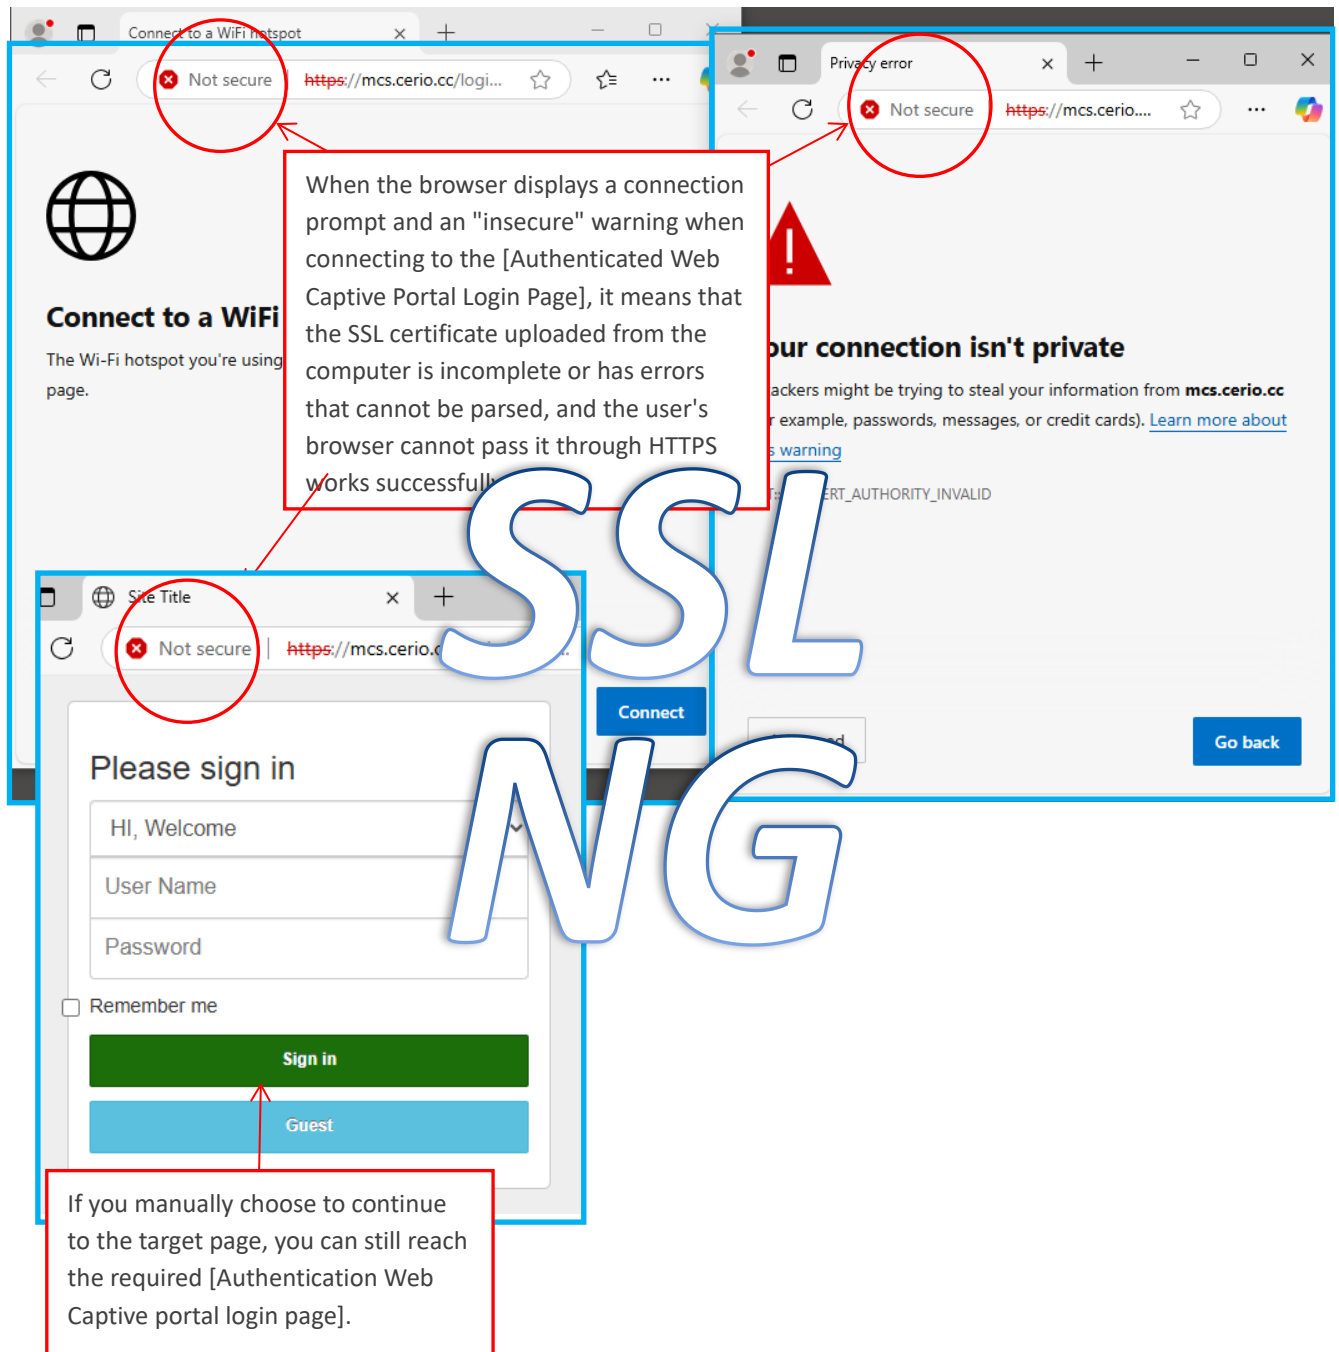 Connect to a WiFi hotspot
Not secure
https://mcs.cerio.cc/logi...
Privacy error
Not secure
https://mcs.cerio....
When the browser displays a connection
prompt and an "insecure" warning when
connecting to the [Authenticated Web
Captive Portal Login Page], it means that
the SSL certificate uploaded from the
computer is incomplete or has errors
that cannot be parsed, and the user's
browser cannot pass it through HTTPS
works successfully
Connect to a WiFi
The Wi-Fi hotspot you're using
page.
our connection isn't private
ackers might be trying to steal your information from mcs.cerio.cc
example, passwords, messages, or credit cards). Learn more about
s warning
ERT_AUTHORITY_INVALID
SSL
NG
Site Title
Not secure
https://mcs.cerio.
Connect
Go back
Please sign in
HI, Welcome
User Name
Password
Remember me
Sign in
Guest
If you manually choose to continue
to the target page, you can still reach
the required [Authentication Web
Captive portal login page].